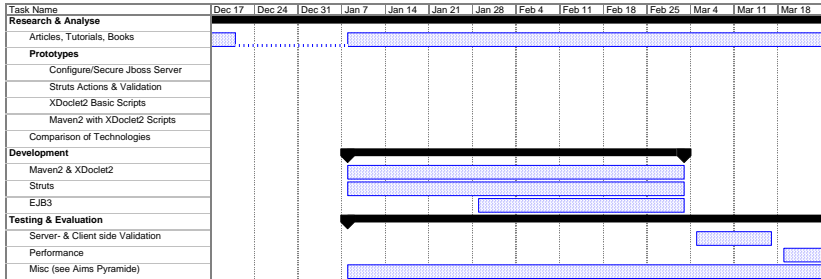 Task Name Dec 17 Dec 24 Dec 31 Jan 7 Jan 14 Jan 21 Jan 28 Feb 4 Feb 11 Feb 18 Feb 25 Mar 4 Mar 11 Mar 18
Research & Analyse
Articles, Tutorials, Books
Prototypes
Configure/Secure Jboss Server
Struts Actions & Validation
XDoclet2 Basic Scripts
Maven2 with XDoclet2 Scripts
Comparison of Technologies
Development
Maven2 & XDoclet2
Struts
EJB3
Testing & Evaluation
Server- & Client side Validation
Performance
Misc (see Aims Pyramide)